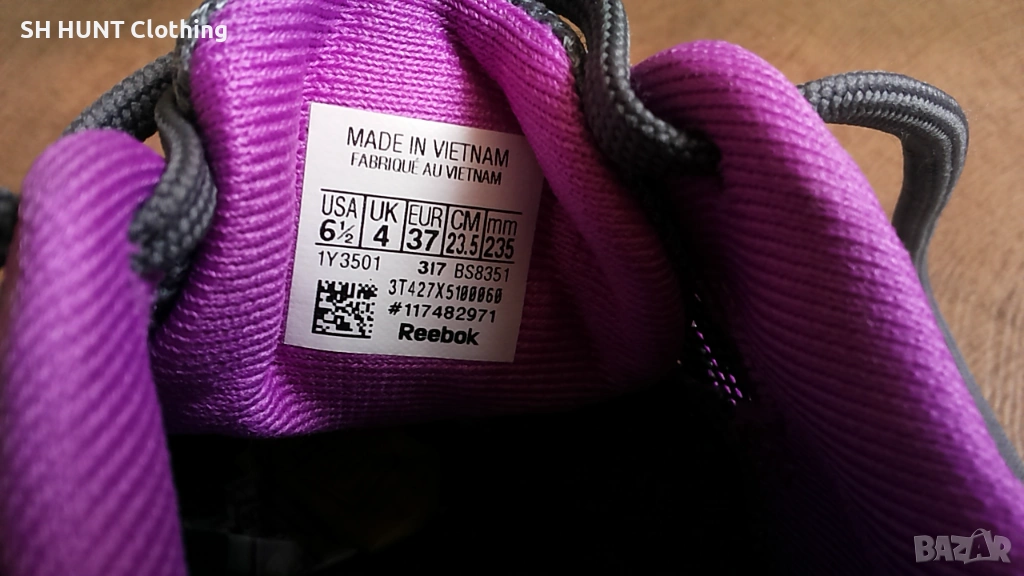 SH HUNT Clothing
MADE IN VIETNAM
FABRIQUÉ AU VIETNAM
USA UK EUR CM mm
6½ 4 37 23.5 235
1Y3501 317 BS8351
3T427X5100060
#117482971
Reebok
BAZAR